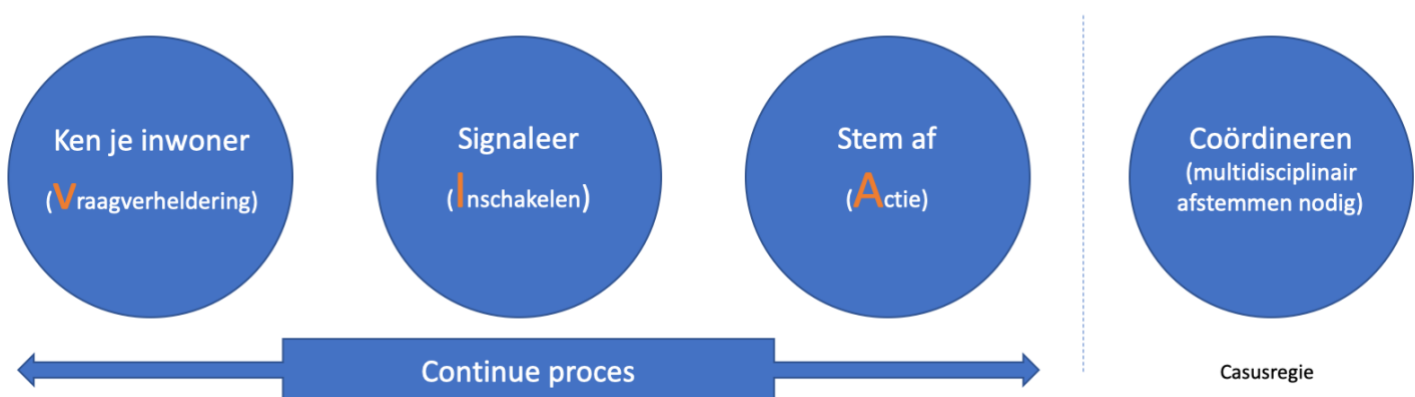 Ken je inwoner
(Vraagverheldering)
Signaleer
(Inschakelen)
Stem af
(Actie)
Coördineren
(multidisciplinair
afstemmen nodig)
Continue proces
Casusregie